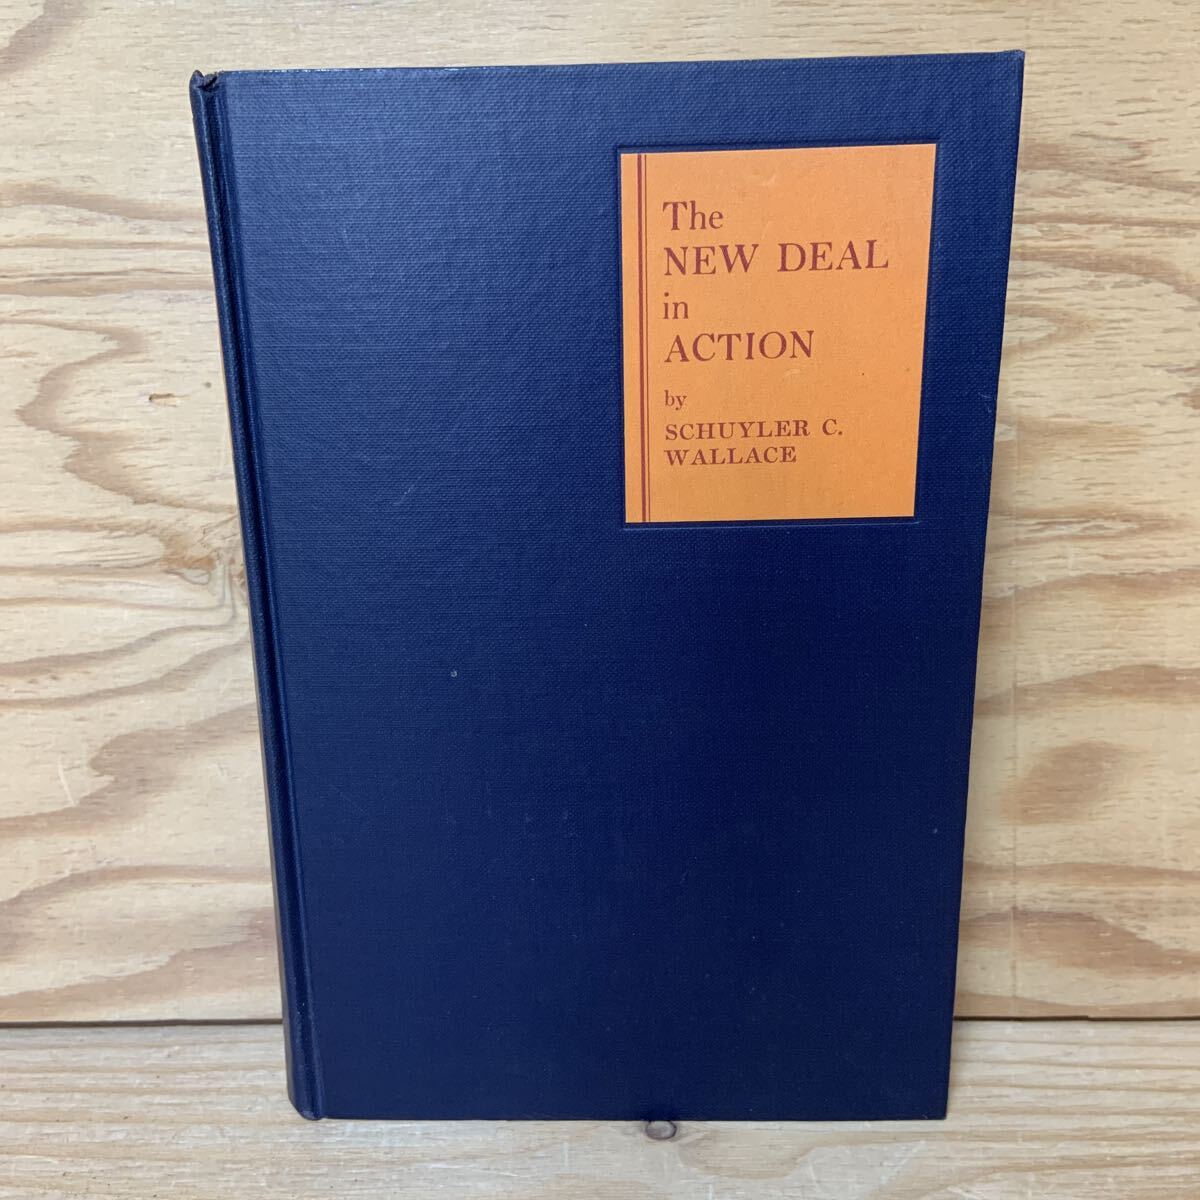 The
NEW DEAL
in
ACTION
by
SCHUYLER C.
WALLACE